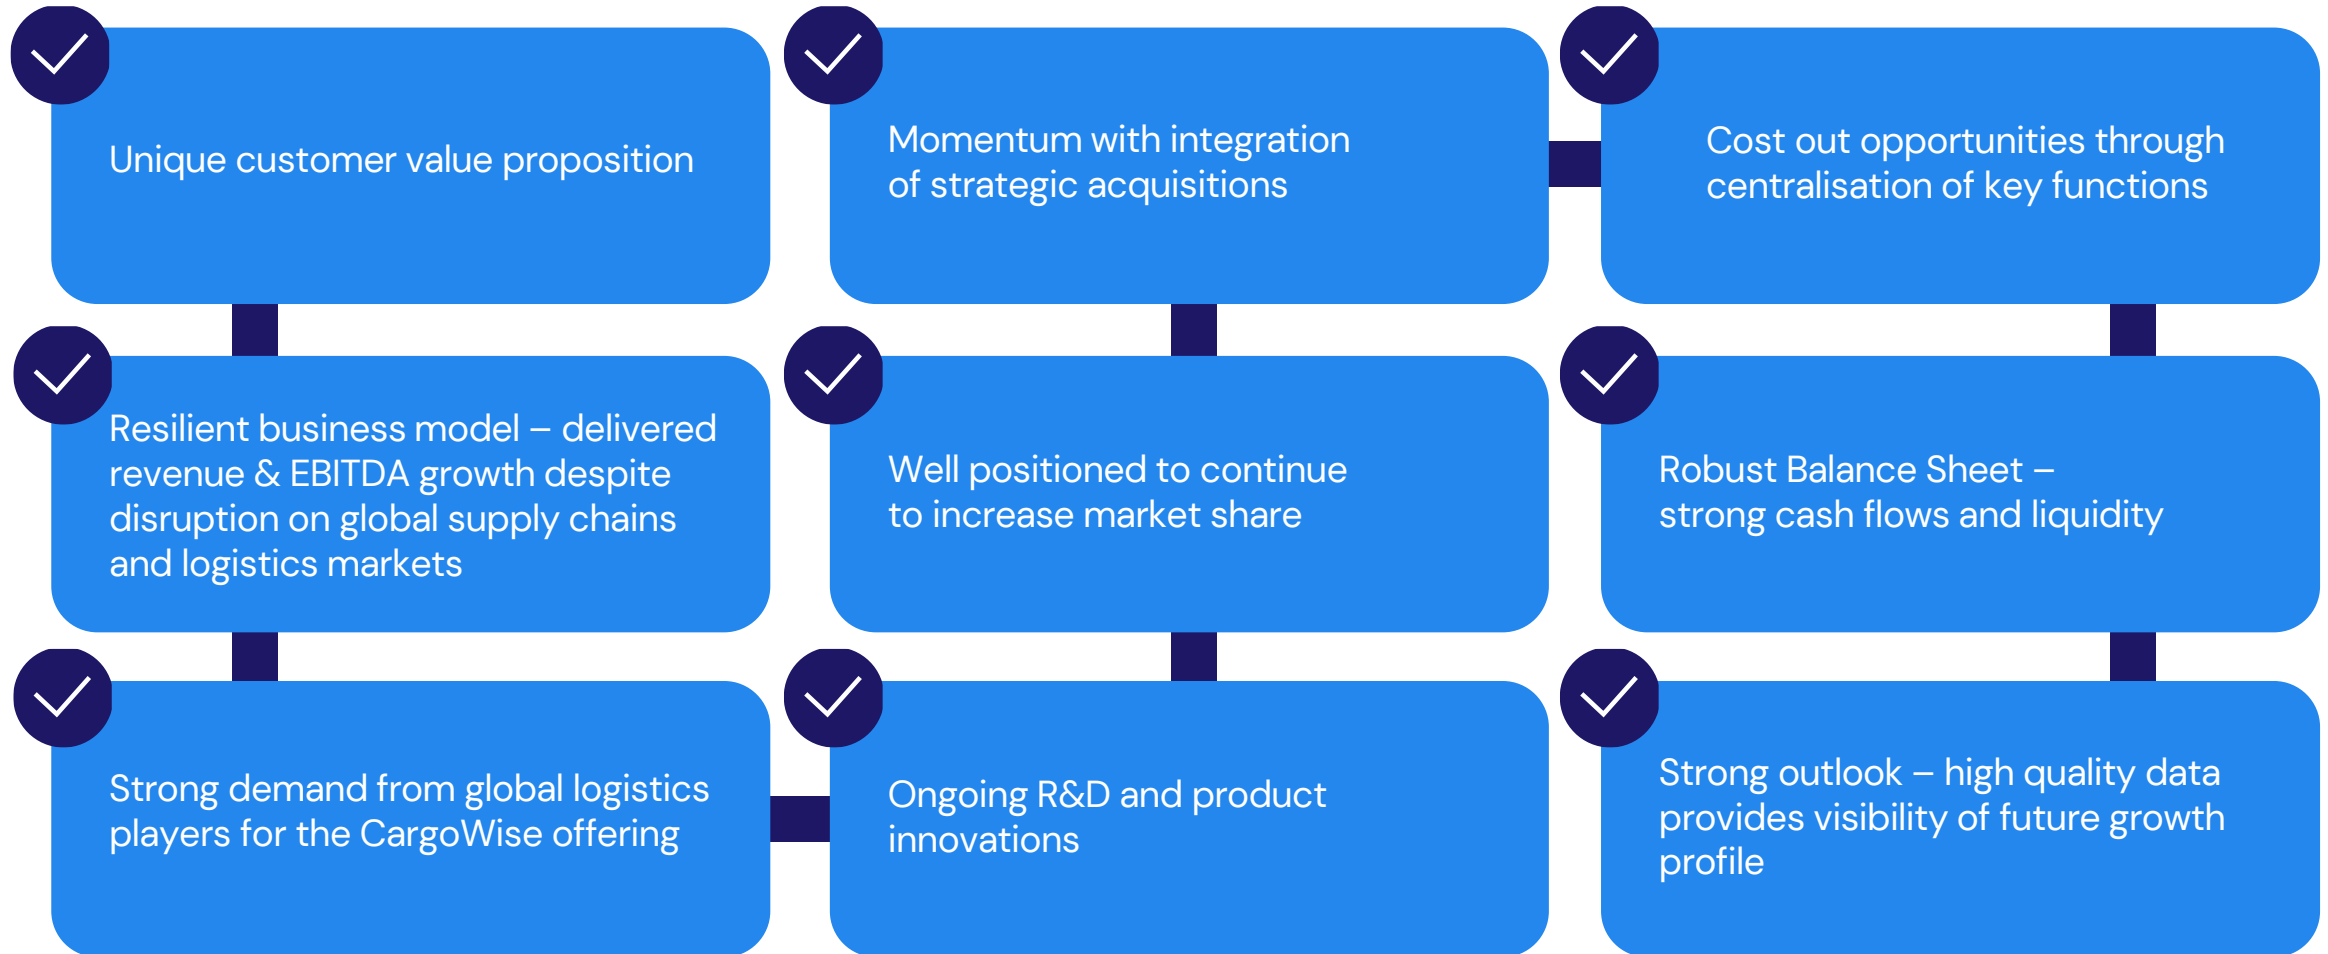 Unique customer value proposition
Resilient business model – delivered
revenue & EBITDA growth despite
disruption on global supply chains
and logistics markets
Strong demand from global logistics
players for the CargoWise offering
Ongoing R&D and product
innovations
Well positioned to continue
to increase market share
Momentum with integration
of strategic acquisitions
Cost out opportunities through
centralisation of key functions
Robust Balance Sheet –
strong cash flows and liquidity
Strong outlook – high quality data
provides visibility of future growth
profile